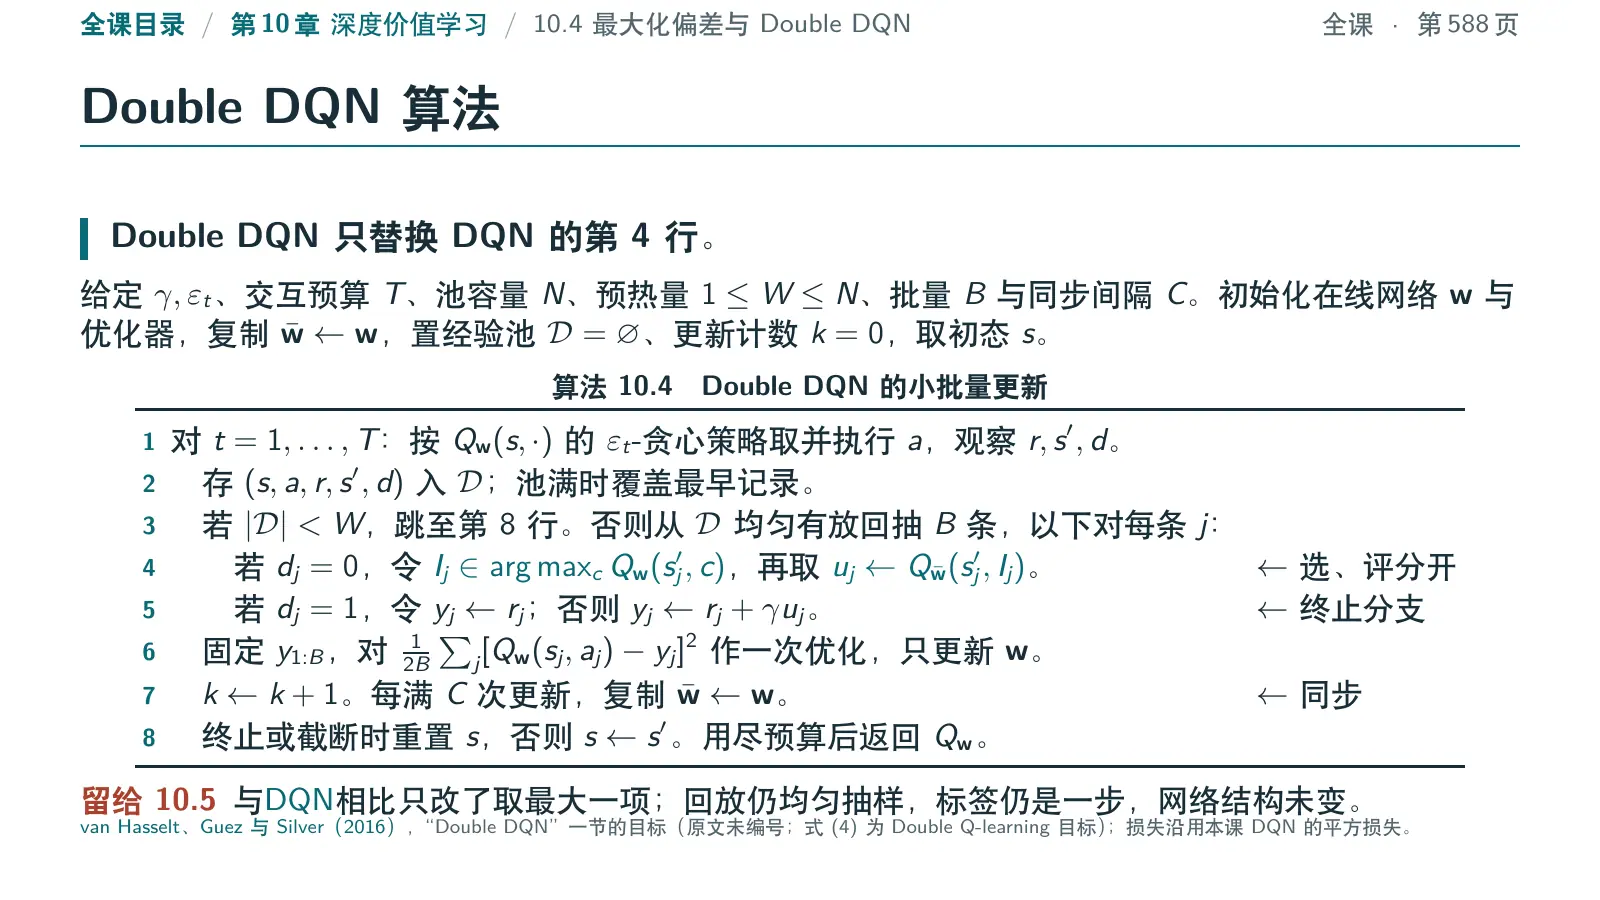 全课目录 / 第 10 章 深度价值学习 / 10.4 最大化偏差与 Double DQN 全课 · 第 588 页
Double DQN 算法
Double DQN 只替换 DQN 的第 4 行。
给定 γ, εₜ、交互预算 T、池容量 N、预热量 1 ≤ W ≤ N、批量 B 与同步间隔 C。初始化在线网络 w 与
优化器，复制 w̄ ← w，置经验池 𝒟 = ∅、更新计数 k = 0，取初态 s。
算法 10.4 Double DQN 的小批量更新
1 对 t = 1, . . . , T：按 Q_w(s, ·) 的 εₜ-贪心策略取并执行 a，观察 r, s′, d。
2 存 (s, a, r, s′, d) 入 𝒟；池满时覆盖最早记录。
3 若 |𝒟| < W，跳至第 8 行。否则从 𝒟 均匀有放回抽 B 条，以下对每条 j：
4 若 d_j = 0，令 I_j ∈ arg max_c Q_w(s′_j, c)，再取 u_j ← Q_w̄(s′_j, I_j)。 ← 选、评分开
5 若 d_j = 1，令 y_j ← r_j；否则 y_j ← r_j + γu_j。 ← 终止分支
6 固定 y_{1:B}，对 1/2B ∑_j[Q_w(s_j, a_j) − y_j]² 作一次优化，只更新 w。
7 k ← k + 1。每满 C 次更新，复制 w̄ ← w。 ← 同步
8 终止或截断时重置 s，否则 s ← s′。用尽预算后返回 Q_w。
留给 10.5 与DQN相比只改了取最大一项；回放仍均匀抽样，标签仍是一步，网络结构未变。
van Hasselt、Guez 与 Silver (2016)，“Double DQN” 一节的目标（原文未编号；式 (4) 为 Double Q-learning 目标）；损失沿用本课 DQN 的平方损失。